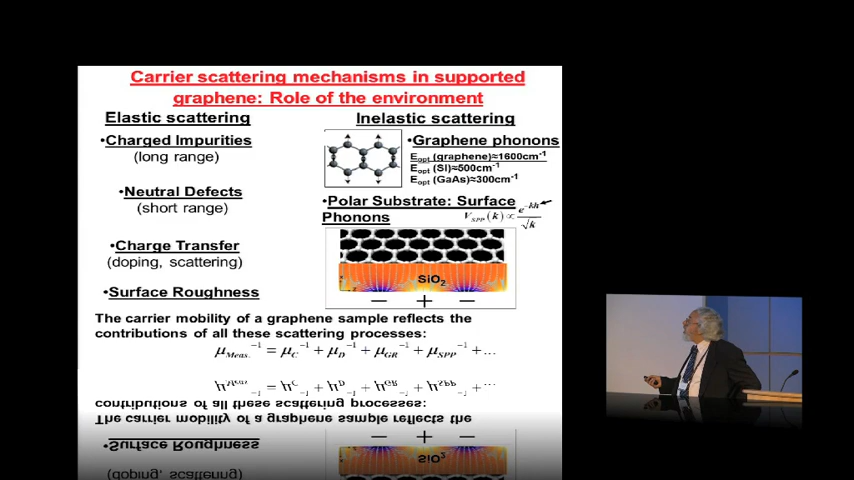 Carrier scattering mechanisms in supported
graphene: Role of the environment
Elastic scattering
•Charged Impurities
(long range)
•Neutral Defects
(short range)
•Charge Transfer
(doping, scattering)
•Surface Roughness
Inelastic scattering
•Graphene phonons
E_opt (graphene)≈1600cm⁻¹
E_opt (Si)≈500cm⁻¹
E_opt (GaAs)≈300cm⁻¹
•Polar Substrate: Surface
Phonons
V_SPP (k) ∝ e^-kh / √k
SiO₂
− + −
The carrier mobility of a graphene sample reflects the
contributions of all these scattering processes:
μ_Meas.⁻¹ = μ_C⁻¹ + μ_D⁻¹ + μ_GR⁻¹ + μ_SPP⁻¹ + ...